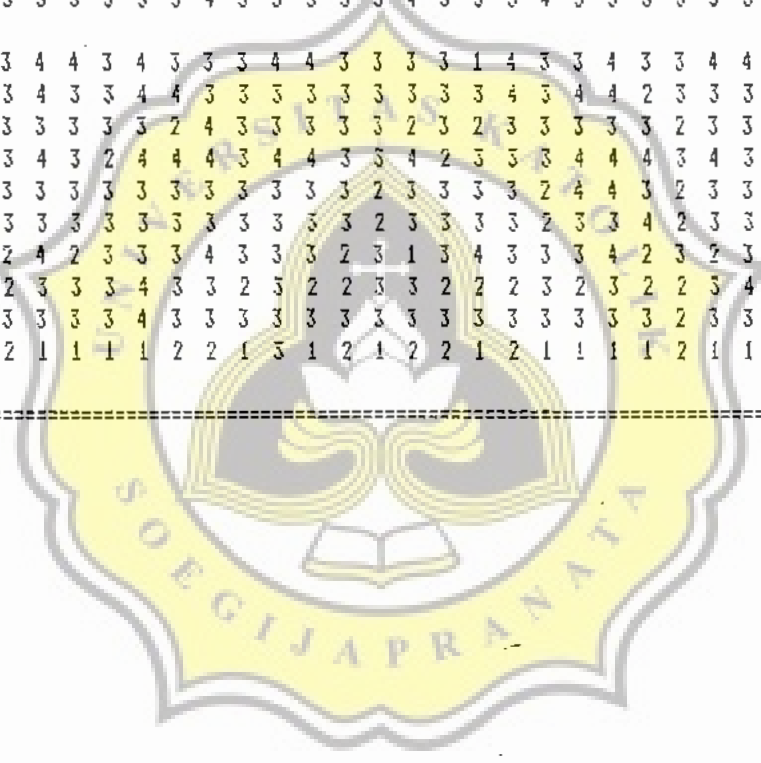 3 4 4 3 4 3 3 3 4 4 3 3 3 3 1 4 3 3 4 3 3 4 4
3 4 3 3 4 4 3 3 3 3 3 3 3 3 3 4 3 4 4 2 3 3 3
3 3 3 3 3 2 4 3 3 3 3 3 2 3 2 3 3 3 3 3 2 3 3
3 4 3 2 4 4 4 3 4 4 3 3 4 2 3 3 3 4 4 4 3 4 3
3 3 3 3 3 3 3 3 3 3 3 2 3 3 3 3 2 4 4 3 2 3 3
3 3 3 3 3 3 3 3 3 3 3 2 3 3 3 3 2 3 3 4 2 3 3
2 4 2 3 3 3 4 3 3 3 2 3 1 3 4 3 3 3 4 2 3 2 3
2 3 3 3 4 3 3 2 3 2 2 3 3 2 2 2 3 2 3 2 2 3 4
3 3 3 3 4 3 3 3 3 3 3 3 3 3 3 3 3 3 3 3 2 3 3
2 1 1 1 1 2 2 1 3 1 2 1 2 2 1 2 1 1 1 1 2 1 1
UNIVERSITAS KATOLIK
SOEGIJAPRANATA